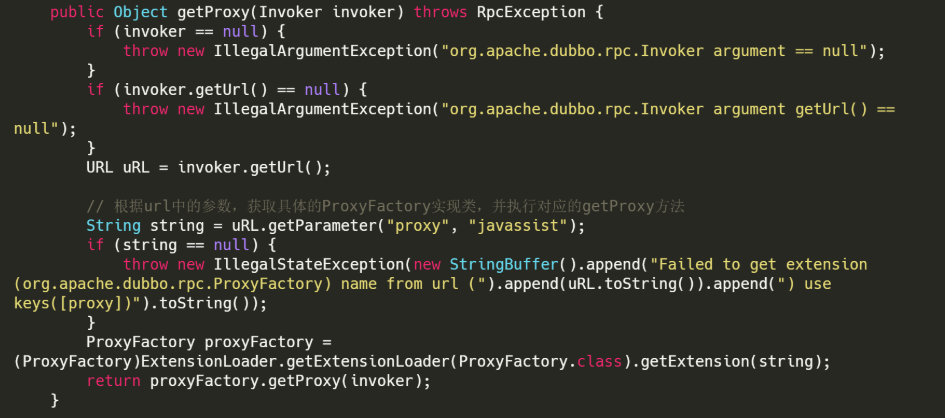 public Object getProxy(Invoker invoker) throws RpcException {
        if (invoker == null) {
            throw new IllegalArgumentException("org.apache.dubbo.rpc.Invoker argument == null");
        }
        if (invoker.getUrl() == null) {
            throw new IllegalArgumentException("org.apache.dubbo.rpc.Invoker argument getUrl() ==
null");
        }
        URL uRL = invoker.getUrl();

        // 根据url中的参数，获取具体的ProxyFactory实现类，并执行对应的getProxy方法
        String string = uRL.getParameter("proxy", "javassist");
        if (string == null) {
            throw new IllegalStateException(new StringBuffer().append("Failed to get extension
(org.apache.dubbo.rpc.ProxyFactory) name from url (").append(uRL.toString()).append(") use
keys([proxy])").toString());
        }
        ProxyFactory proxyFactory =
(ProxyFactory)ExtensionLoader.getExtensionLoader(ProxyFactory.class).getExtension(string);
        return proxyFactory.getProxy(invoker);
    }